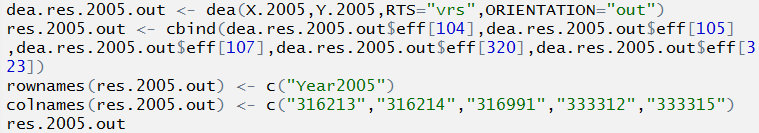 dea.res.2005.out <- dea(X.2005,Y.2005,RTS="vrs",ORIENTATION="out")
res.2005.out <- cbind(dea.res.2005.out$eff[104],dea.res.2005.out$eff[105]
,dea.res.2005.out$eff[107],dea.res.2005.out$eff[320],dea.res.2005.out$eff[3
23])
rownames(res.2005.out) <- c("Year2005")
colnames(res.2005.out) <- c("316213","316214","316991","333312","333315")
res.2005.out